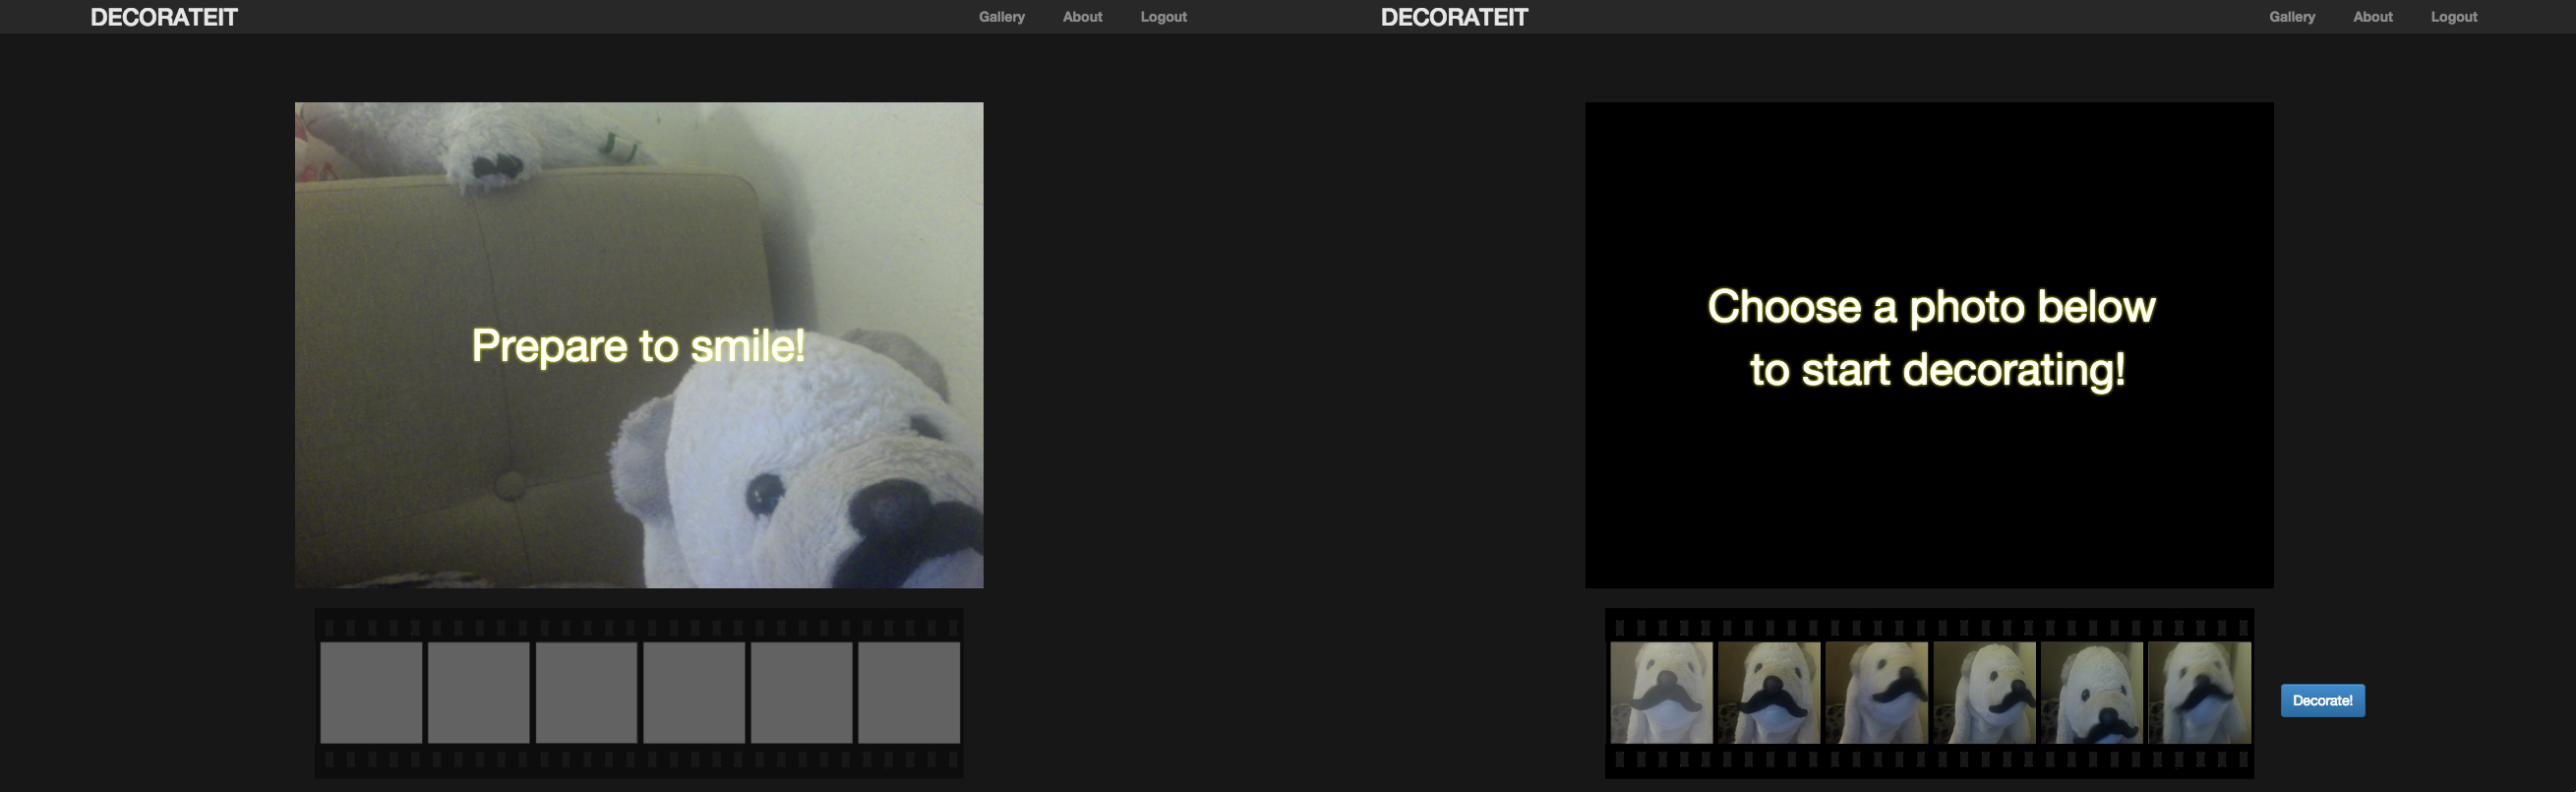 DECORATEIT
Gallery About Logout
Prepare to smile!
DECORATEIT
Gallery About Logout
Choose a photo below
to start decorating!
Decorate!